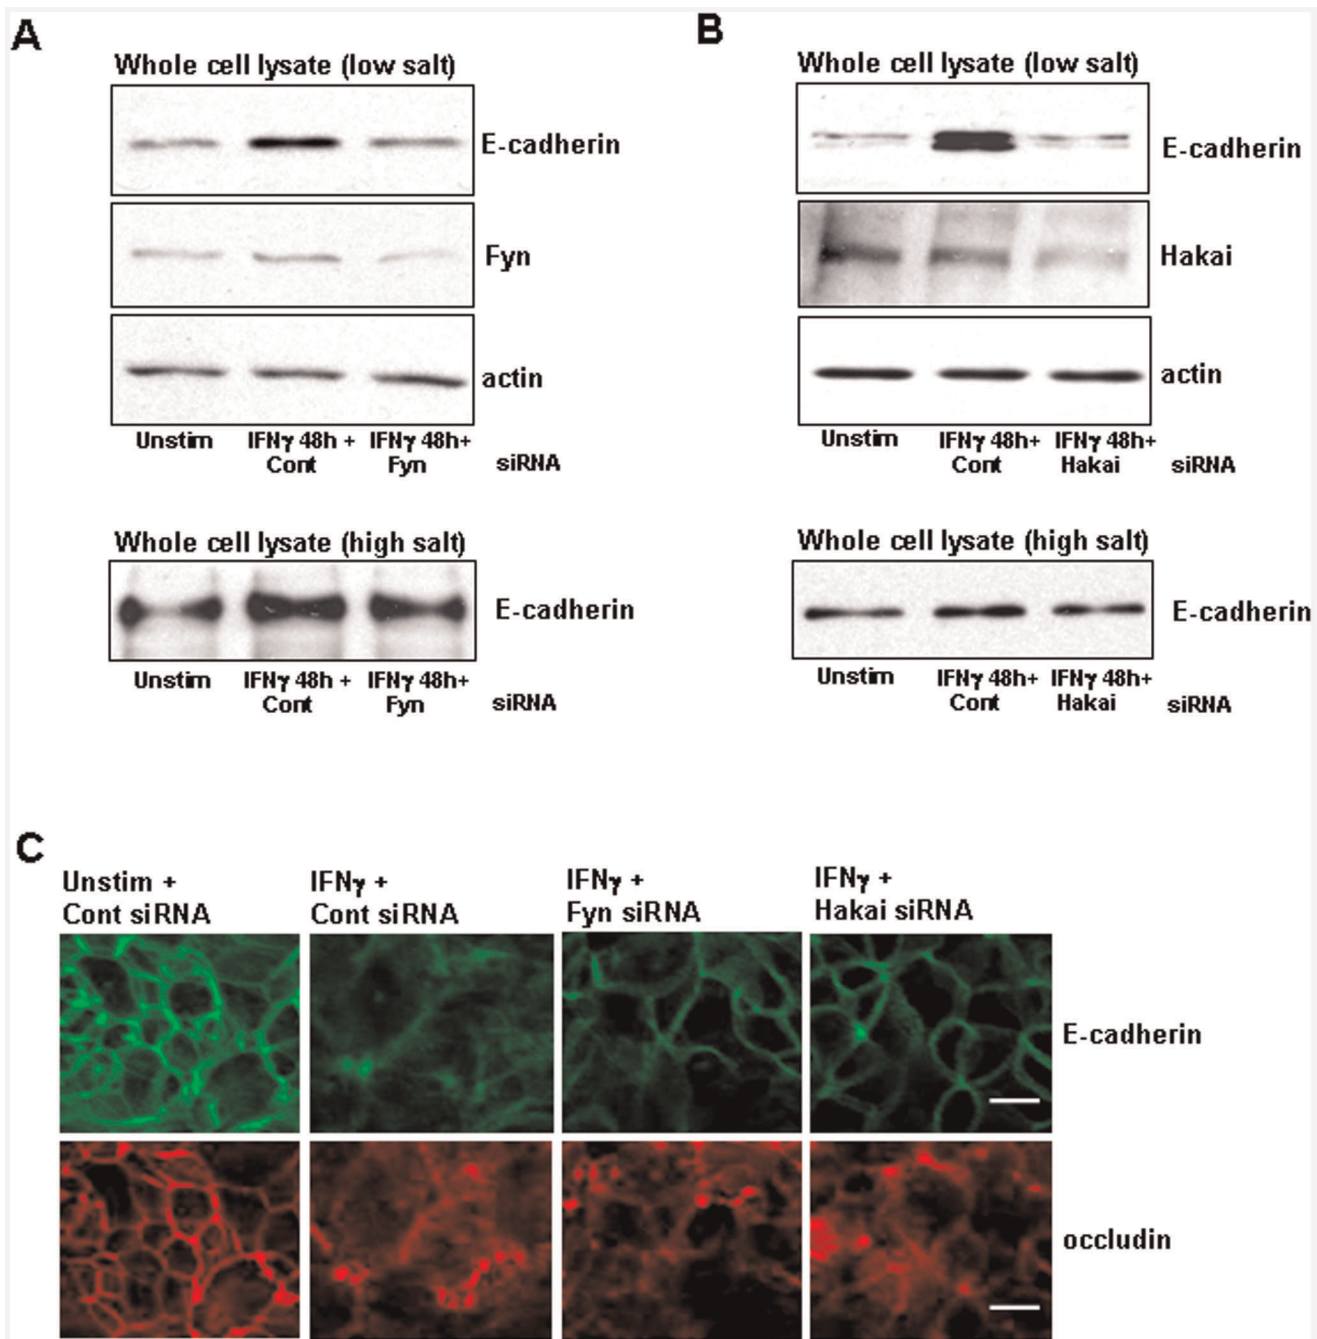 A
Whole cell lysate (low salt)
E-cadherin
Fyn
actin
Unstim IFNγ 48h + IFNγ 48h+
Cont Fyn siRNA
Whole cell lysate (high salt)
E-cadherin
Unstim IFNγ 48h + IFNγ 48h+
Cont Fyn siRNA
B
Whole cell lysate (low salt)
E-cadherin
Hakai
actin
Unstim IFNγ 48h+ IFNγ 48h+
Cont Hakai siRNA
Whole cell lysate (high salt)
E-cadherin
Unstim IFNγ 48h+ IFNγ 48h+
Cont Hakai siRNA
C
Unstim + IFNγ + IFNγ + IFNγ +
Cont siRNA Cont siRNA Fyn siRNA Hakai siRNA
E-cadherin
occludin